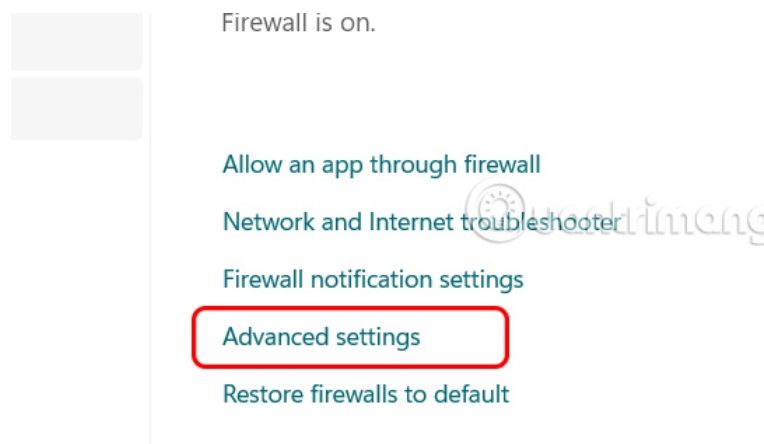 Firewall is on.
Allow an app through firewall
Network and Internet troubleshooter
Quantrimang
Firewall notification settings
Advanced settings
Restore firewalls to default